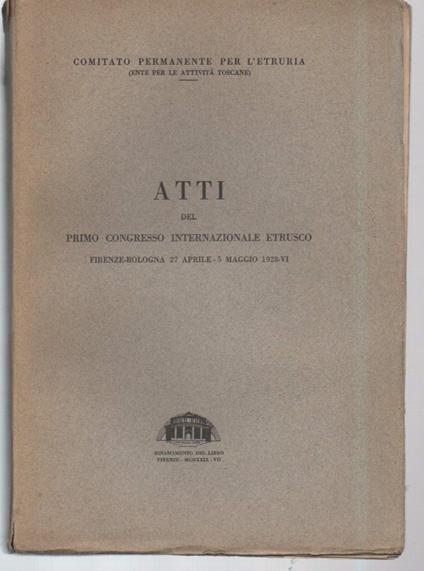 COMITATO PERMANENTE PER L'ETRURIA
(ENTE PER LE ATTIVITÀ TOSCANE)
ATTI
DEL
PRIMO CONGRESSO INTERNAZIONALE ETRUSCO
FIRENZE-BOLOGNA 27 APRILE - 5 MAGGIO 1928-VI
RINASCIMENTO DEL LIBRO
FIRENZE - MCMXXIX - VII